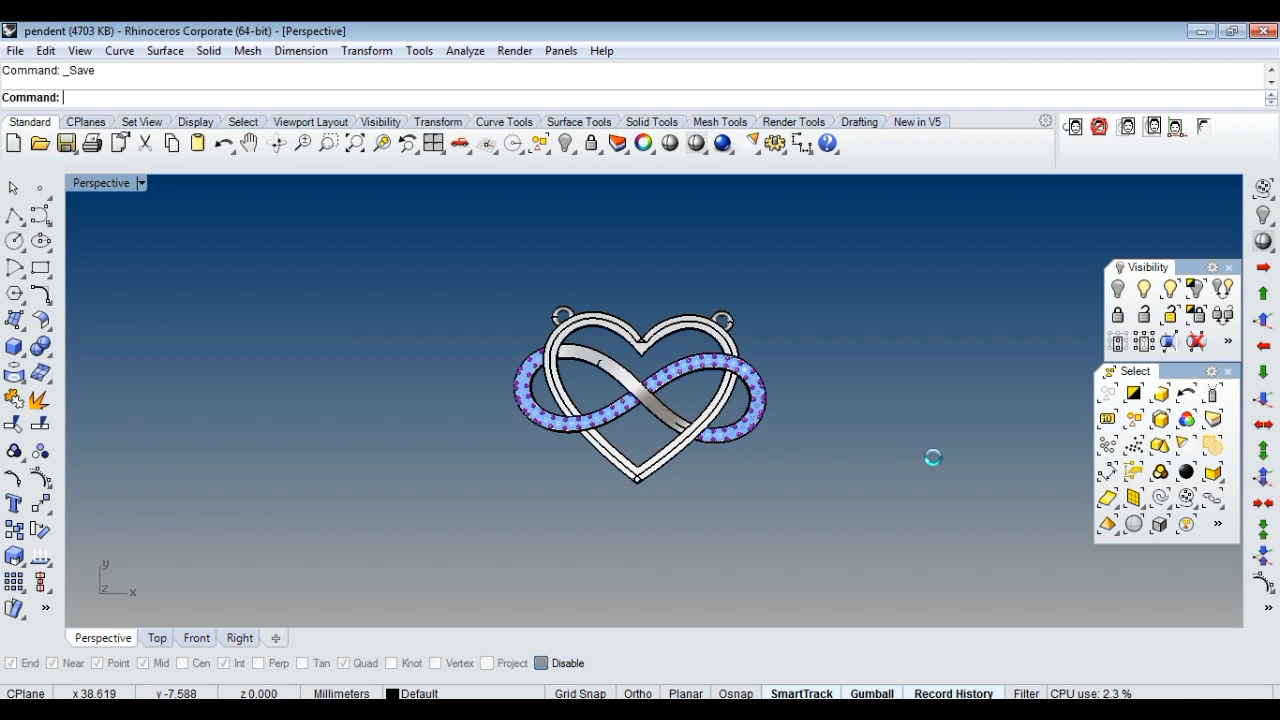 pendent (4703 KB) - Rhinoceros Corporate (64-bit) - [Perspective]
File Edit View Curve Surface Solid Mesh Dimension Transform Tools Analyze Render Panels Help
Command: _Save
Command:
Standard CPlanes Set View Display Select Viewport Layout Visibility Transform Curve Tools Surface Tools Solid Tools Mesh Tools Render Tools Drafting New in V5
Perspective
Visibility
Select
y
z x
Perspective Top Front Right
End Near Point Mid Cen Int Perp Tan Quad Knot Vertex Project Disable
CPlane x 38.619 y -7.588 z 0.000 Millimeters Default Grid Snap Ortho Planar Osnap SmartTrack Gumball Record History Filter CPU use: 2.3 %